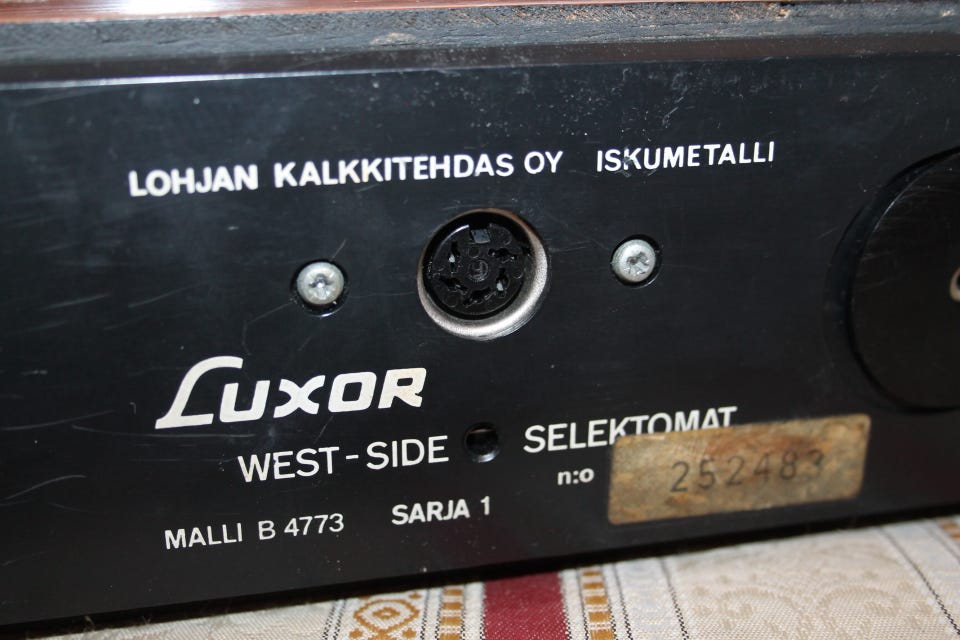 LOHJAN KALKKITEHDAS OY ISKUMETALLI
LUXOR
WEST-SIDE SELEKTOMAT
n:o 252483
MALLI B 4773 SARJA 1